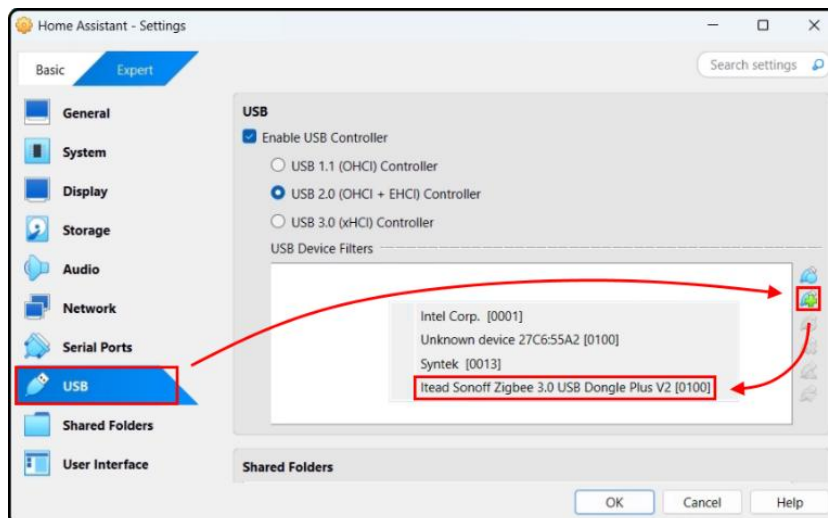 Home Assistant - Settings
Basic
Expert
Search settings
General
System
Display
Storage
Audio
Network
Serial Ports
USB
Shared Folders
User Interface
USB
Enable USB Controller
USB 1.1 (OHCI) Controller
USB 2.0 (OHCI + EHCI) Controller
USB 3.0 (xHCI) Controller
USB Device Filters
Intel Corp. [0001]
Unknown device 27C6:55A2 [0100]
Syntek [0013]
Itead Sonoff Zigbee 3.0 USB Dongle Plus V2 [0100]
Shared Folders
OK
Cancel
Help